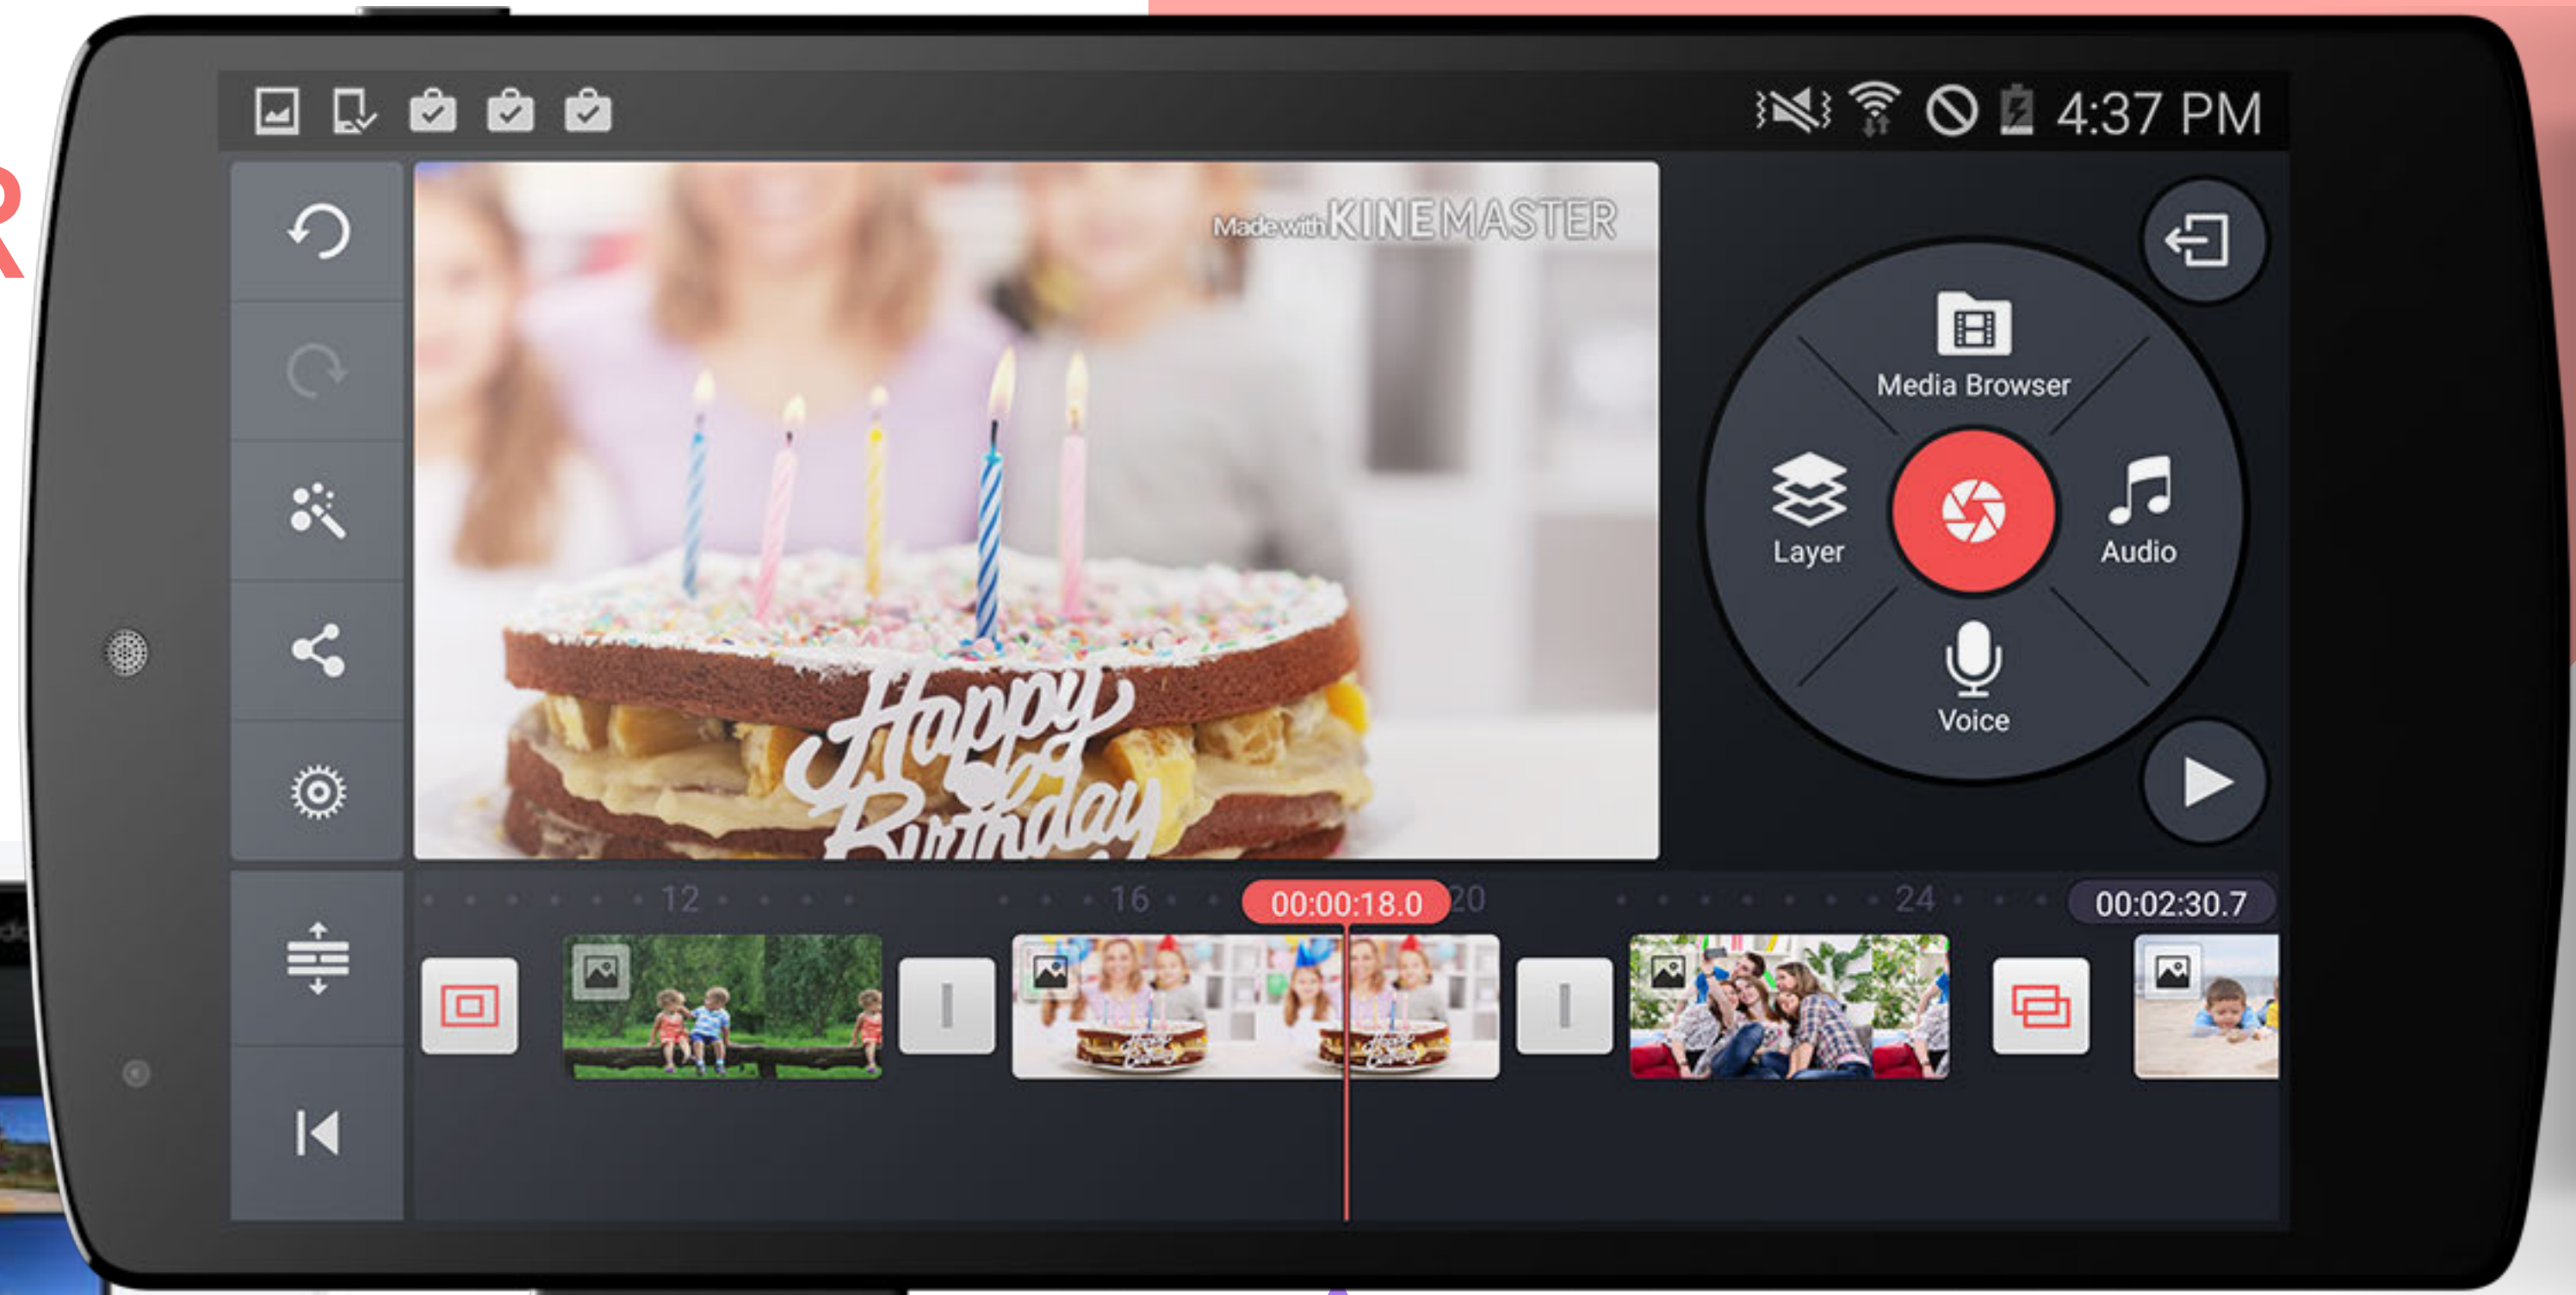 R
4:37 PM
Made with KINEMASTER
Media Browser
Layer
Audio
Voice
Happy
Birthday
12
16
00:00:18.0
20
24
00:02:30.7